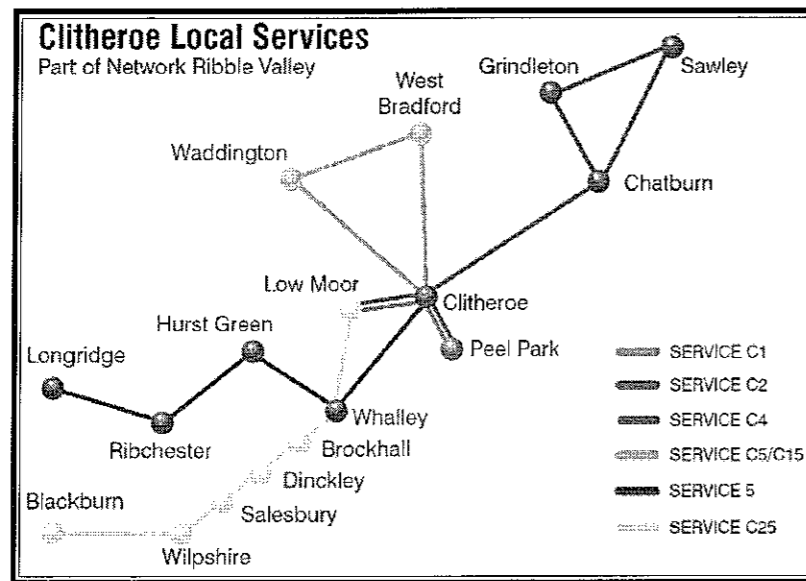 Clitheroe Local Services
Part of Network Ribble Valley
West
Bradford
Grindleton
Sawley
Waddington
Chatburn
Low Moor
Clitheroe
Hurst Green
Peel Park
Longridge
Whalley
Ribchester
Brockhall
Dinckley
Blackburn
Salesbury
Wilpshire
SERVICE C1
SERVICE C2
SERVICE C4
SERVICE C5/C15
SERVICE 5
SERVICE C25